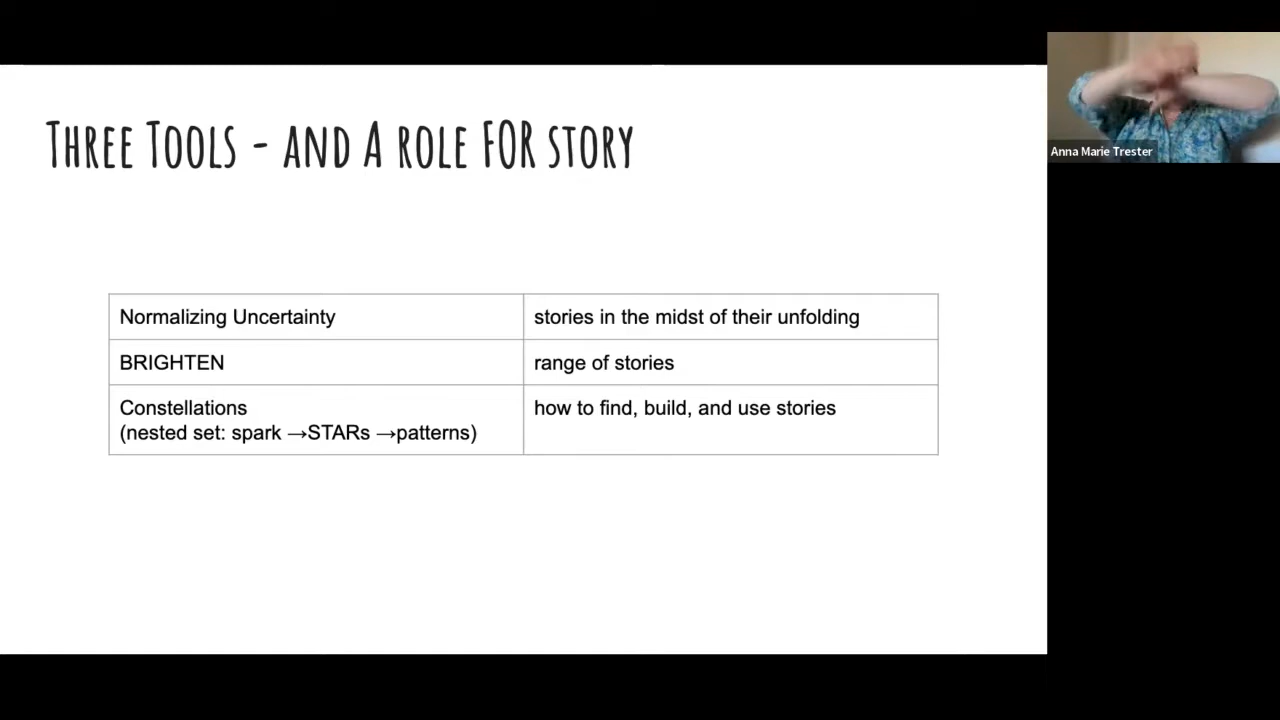 THREE TOOLS - AND A ROLE FOR STORY
Normalizing Uncertainty
stories in the midst of their unfolding
BRIGHTEN
range of stories
Constellations
(nested set: spark →STARs →patterns)
how to find, build, and use stories
Anna Marie Trester